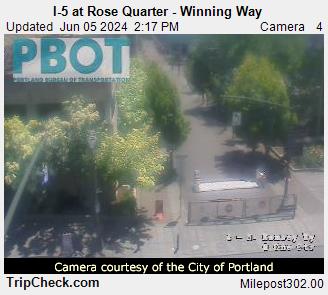 I-5 at Rose Quarter - Winning Way
Updated Jun 05 2024 2:17 PM Camera 4
PBOT
PORTLAND BUREAU OF TRANSPORTATION
Camera courtesy of the City of Portland
TripCheck.com Milepost302.00